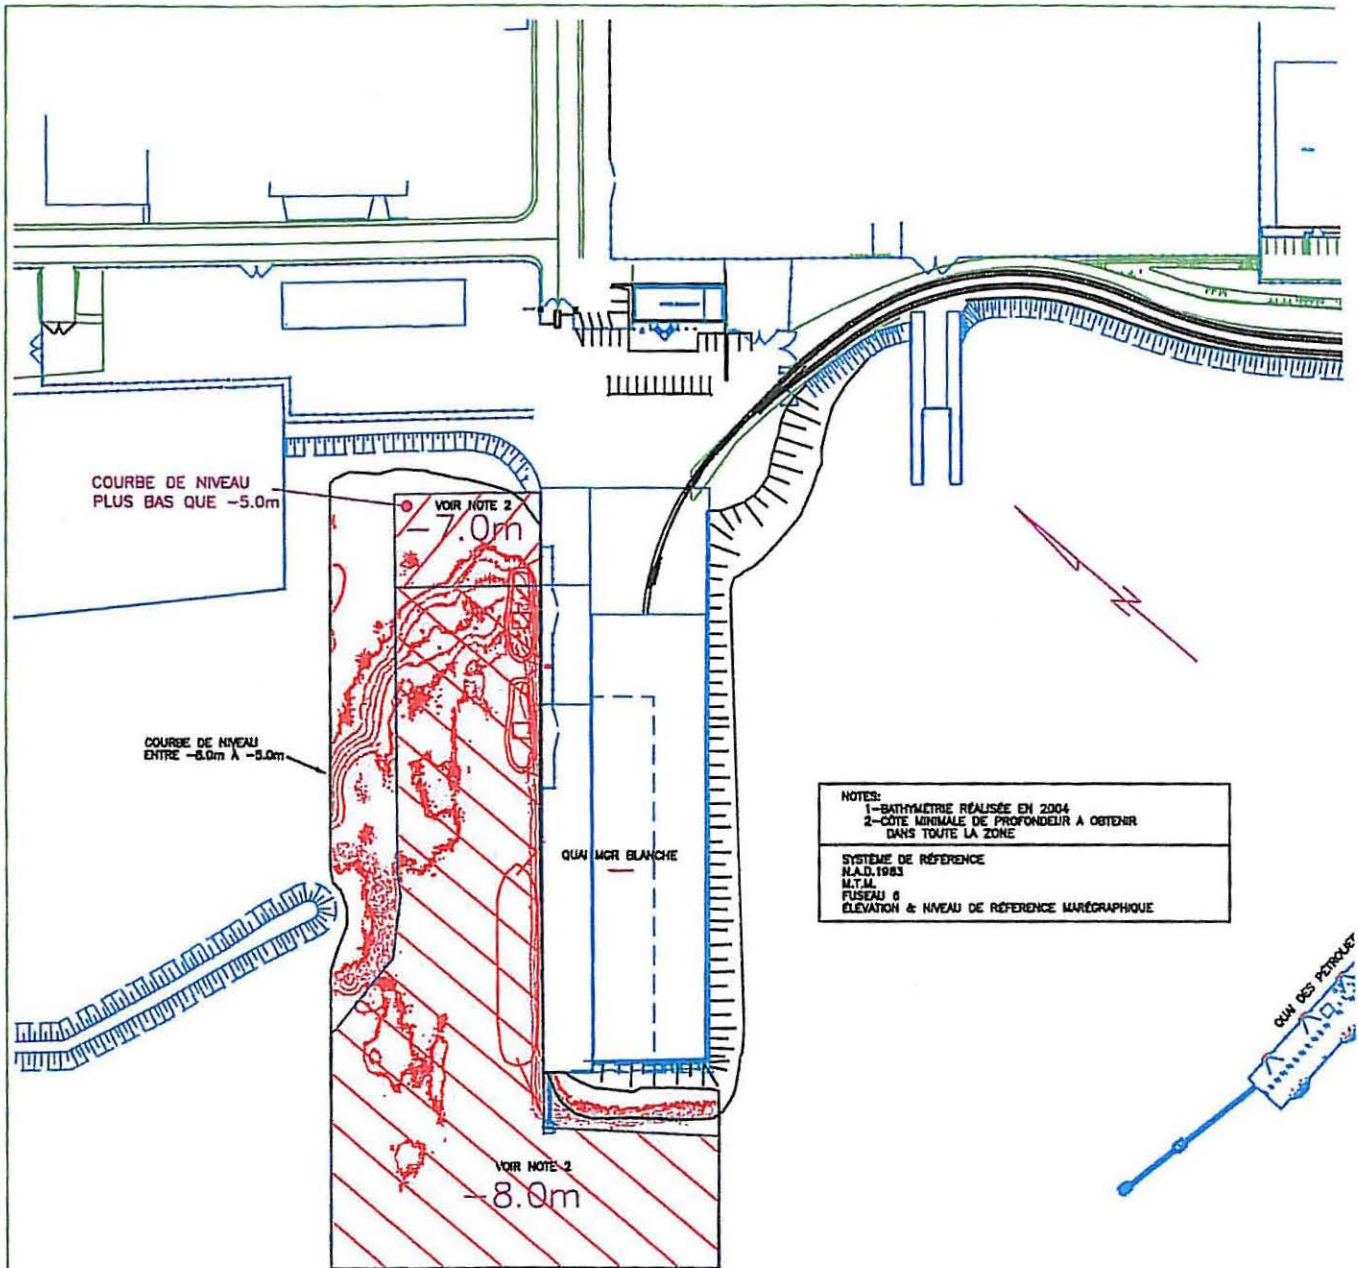 COURBE DE NIVEAU
PLUS BAS QUE -5.0m
VOIR NOTE 2
-7.0m
COURBE DE NIVEAU
ENTRE -8.0m À -5.0m
QUAI MGR BLANCHE
NOTES:
1-BATHYMÉTRIE RÉALISÉE EN 2004
2-CÔTE MINIMALE DE PROFONDEUR À OBTENIR
DANS TOUTE LA ZONE
SYSTÈME DE RÉFÉRENCE
N.A.D.1983
M.T.M.
FUSEAU 6
ÉLÉVATION & NIVEAU DE RÉFÉRENCE MARÉGRAPHIQUE
QUAI DES PÉTROLIER
VOIR NOTE 2
-8.0m